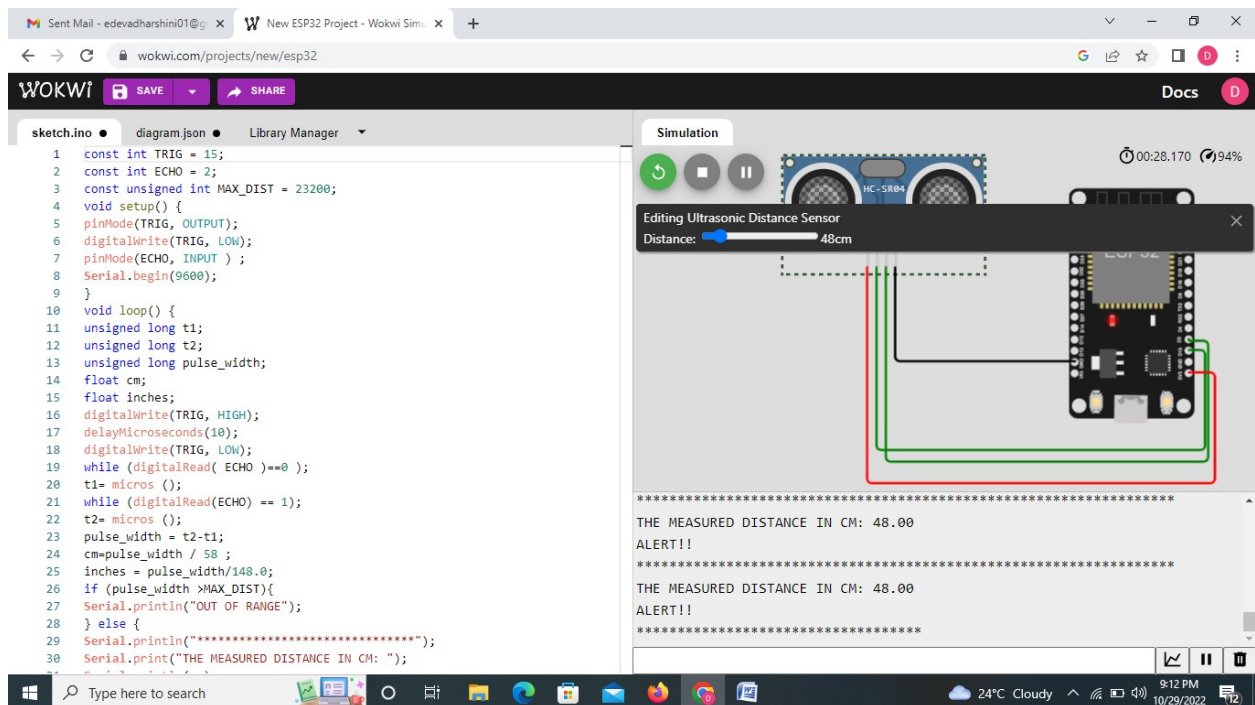 Sent Mail - edevadharshini01@g
New ESP32 Project - Wokwi Simu
wokwi.com/projects/new/esp32
WOKWi SAVE SHARE Docs D
sketch.ino ● diagram.json ● Library Manager
Simulation
00:28.170 94%
1 const int TRIG = 15;
2 const int ECHO = 2;
3 const unsigned int MAX_DIST = 23200;
4 void setup() {
5 pinMode(TRIG, OUTPUT);
6 digitalWrite(TRIG, LOW);
7 pinMode(ECHO, INPUT ) ;
8 Serial.begin(9600);
9 }
10 void loop() {
11 unsigned long t1;
12 unsigned long t2;
13 unsigned long pulse_width;
14 float cm;
15 float inches;
16 digitalWrite(TRIG, HIGH);
17 delayMicroseconds(10);
18 digitalWrite(TRIG, LOW);
19 while (digitalRead( ECHO )==0 );
20 t1= micros ();
21 while (digitalRead(ECHO) == 1);
22 t2= micros ();
23 pulse_width = t2-t1;
24 cm=pulse_width / 58 ;
25 inches = pulse_width/148.0;
26 if (pulse_width >MAX_DIST){
27 Serial.println("OUT OF RANGE");
28 } else {
29 Serial.println("*******************************");
30 Serial.print("THE MEASURED DISTANCE IN CM: ");
HC-SR04
Editing Ultrasonic Distance Sensor
Distance: 48cm
******************************************************************
THE MEASURED DISTANCE IN CM: 48.00
ALERT!!
******************************************************************
THE MEASURED DISTANCE IN CM: 48.00
ALERT!!
***********************************
Type here to search
24°C Cloudy
9:12 PM
10/29/2022
12